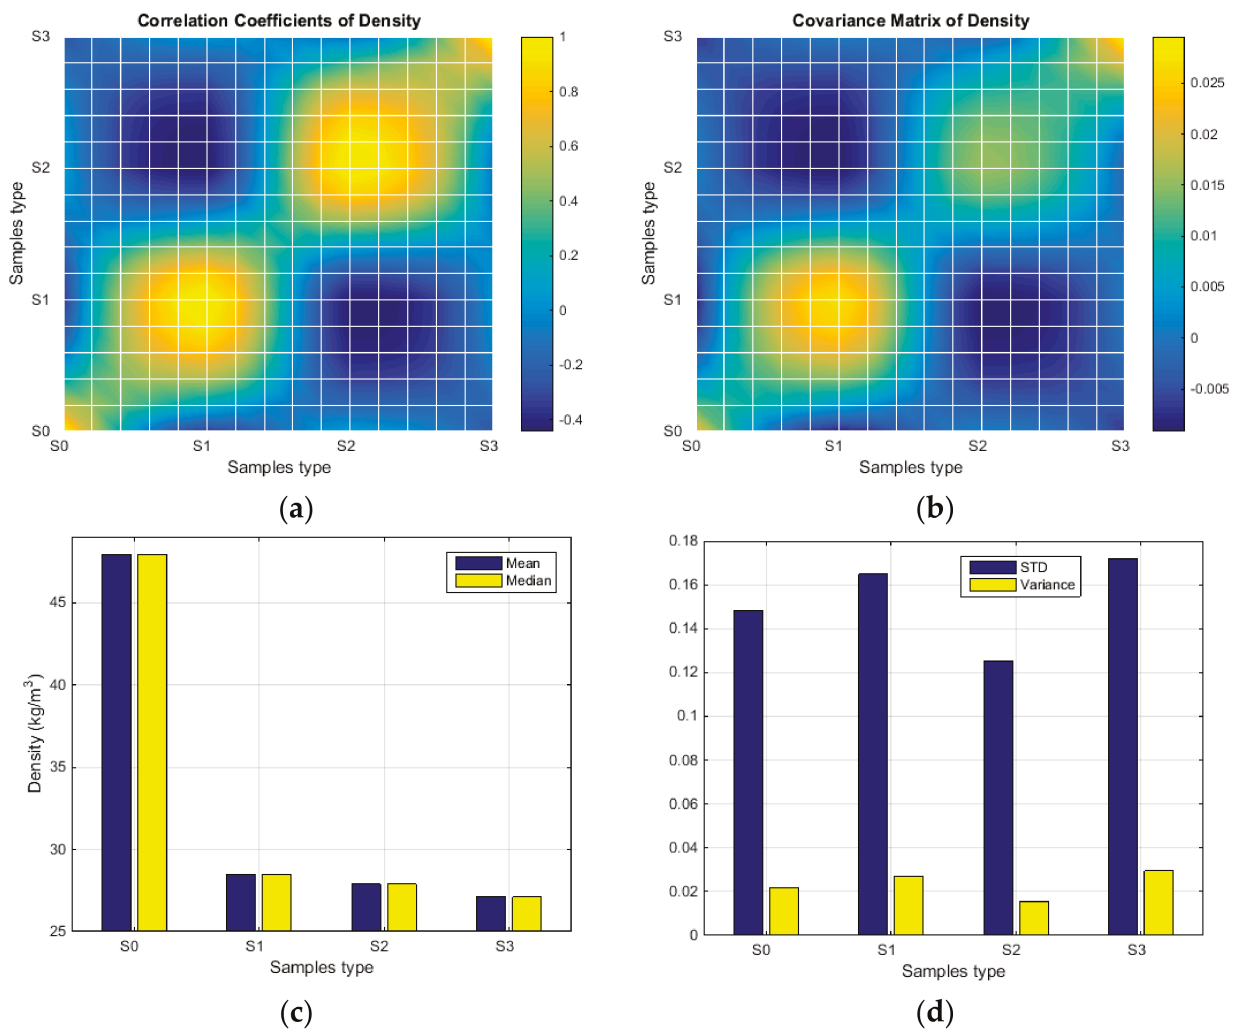 Correlation Coefficients of Density
S3
S2
S1
S0
Samples type
S0 S1 S2 S3
Samples type
1
0.8
0.6
0.4
0.2
0
-0.2
-0.4
(a)
Covariance Matrix of Density
S3
S2
S1
S0
Samples type
S0 S1 S2 S3
Samples type
0.025
0.02
0.015
0.01
0.005
0
-0.005
(b)
Mean
Median
45
40
35
30
25
Density (kg/m³)
S0 S1 S2 S3
Samples type
(c)
STD
Variance
0.18
0.16
0.14
0.12
0.1
0.08
0.06
0.04
0.02
0
S0 S1 S2 S3
Samples type
(d)